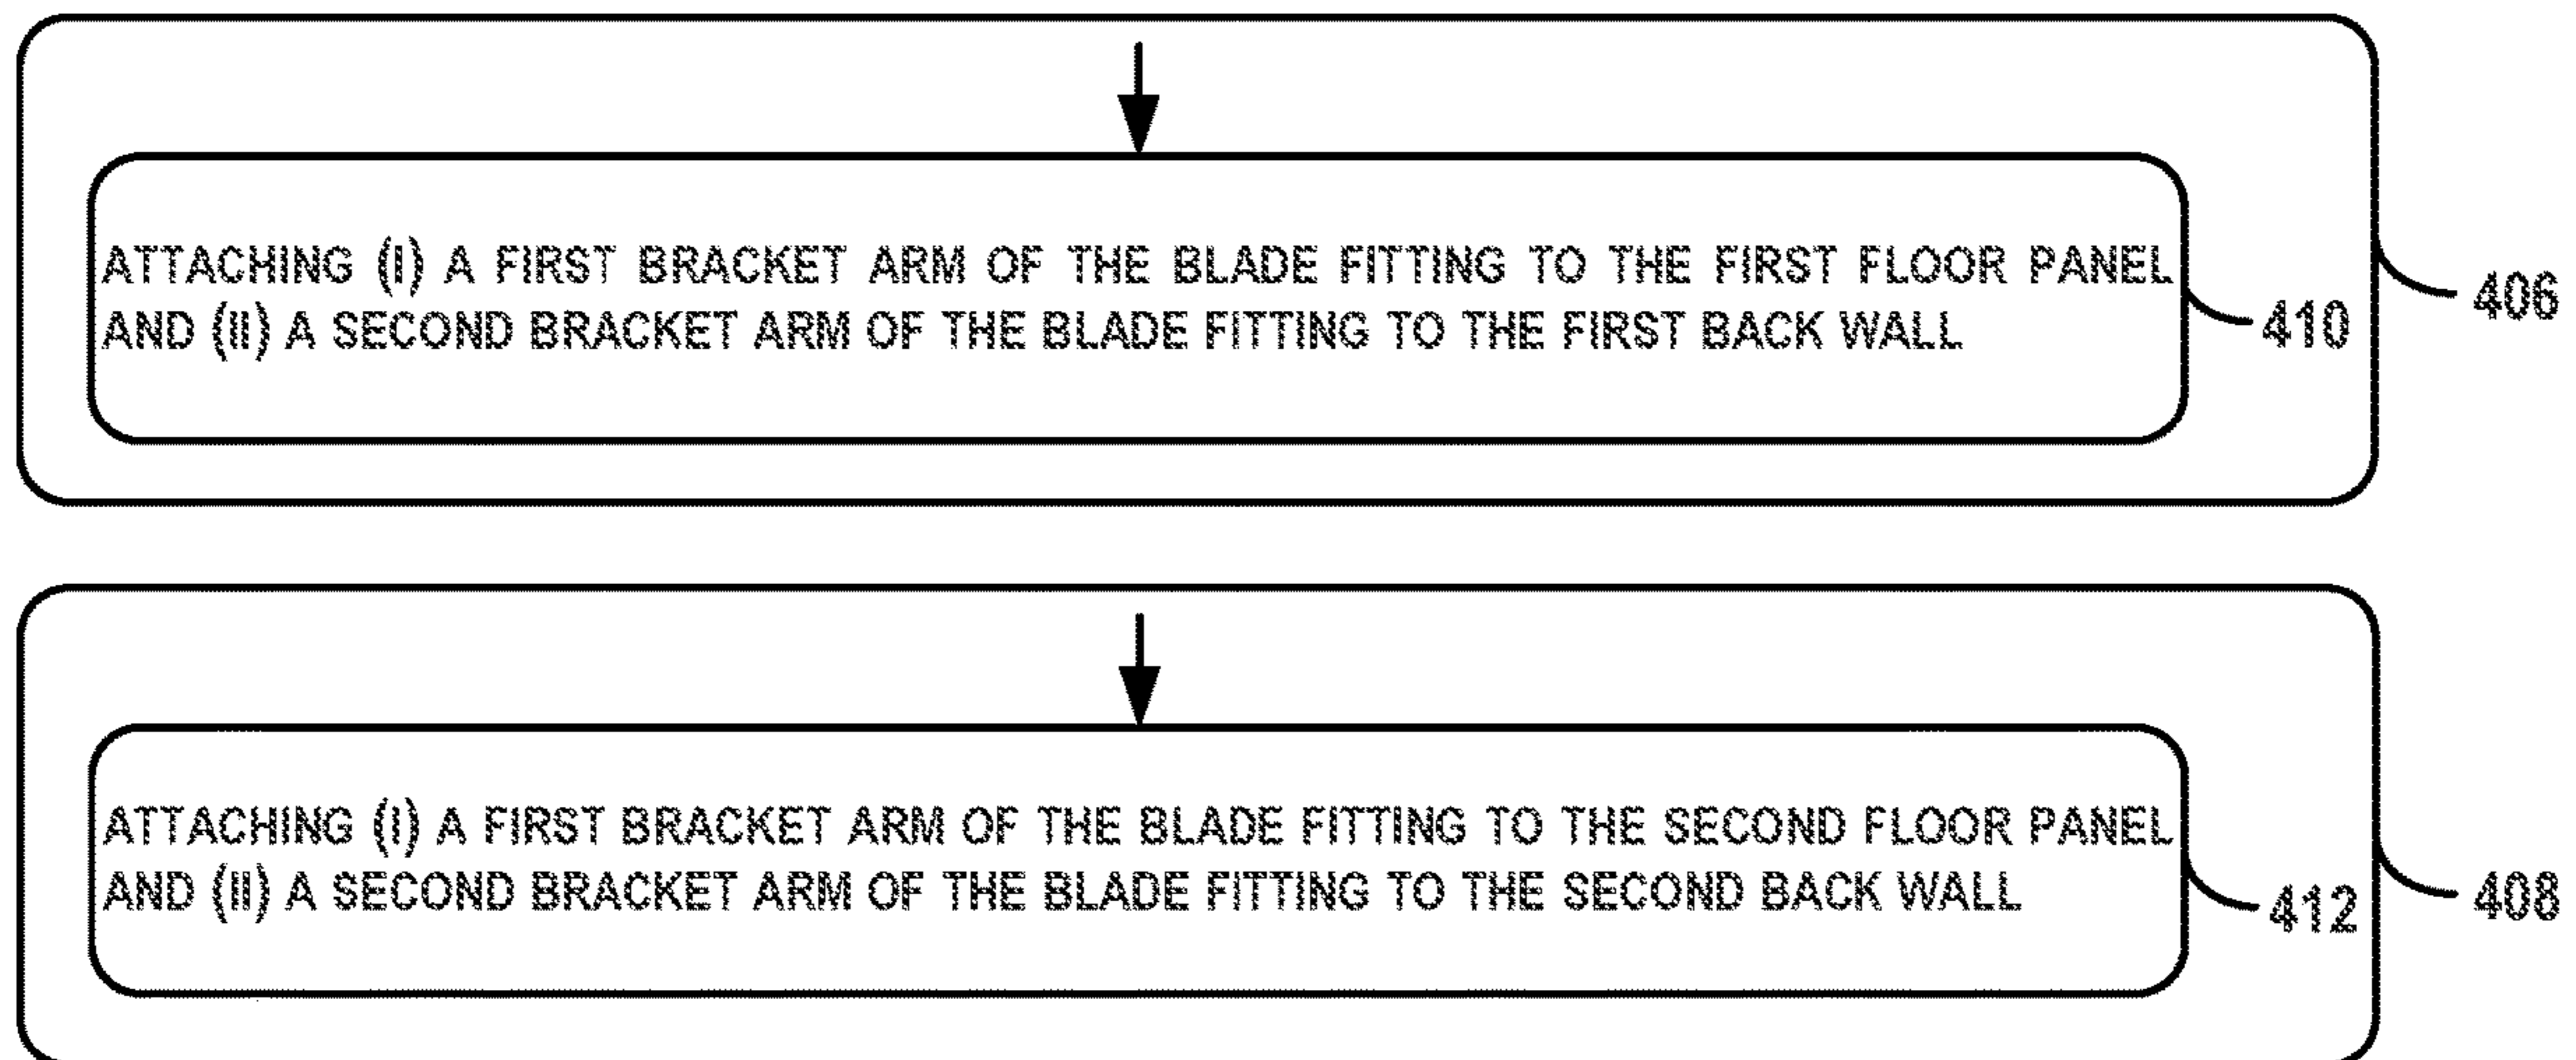 ATTACHING (I) A FIRST BRACKET ARM OF THE BLADE FITTING TO THE FIRST FLOOR PANEL
AND (II) A SECOND BRACKET ARM OF THE BLADE FITTING TO THE FIRST BACK WALL
410
406
ATTACHING (I) A FIRST BRACKET ARM OF THE BLADE FITTING TO THE SECOND FLOOR PANEL
AND (II) A SECOND BRACKET ARM OF THE BLADE FITTING TO THE SECOND BACK WALL
412
408